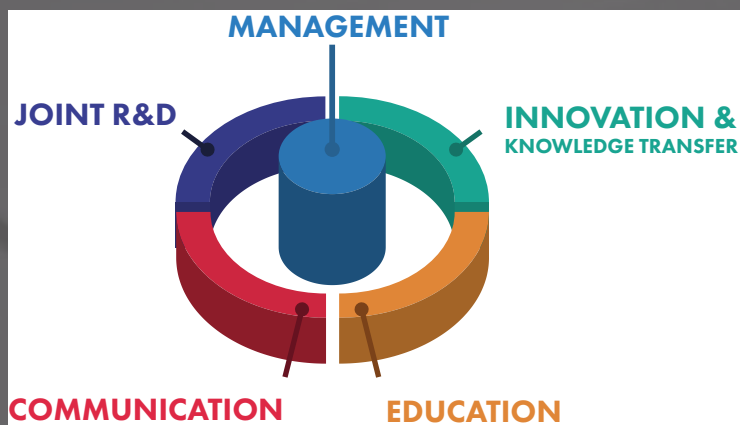 MANAGEMENT
JOINT R&D
INNOVATION &
KNOWLEDGE TRANSFER
COMMUNICATION
EDUCATION